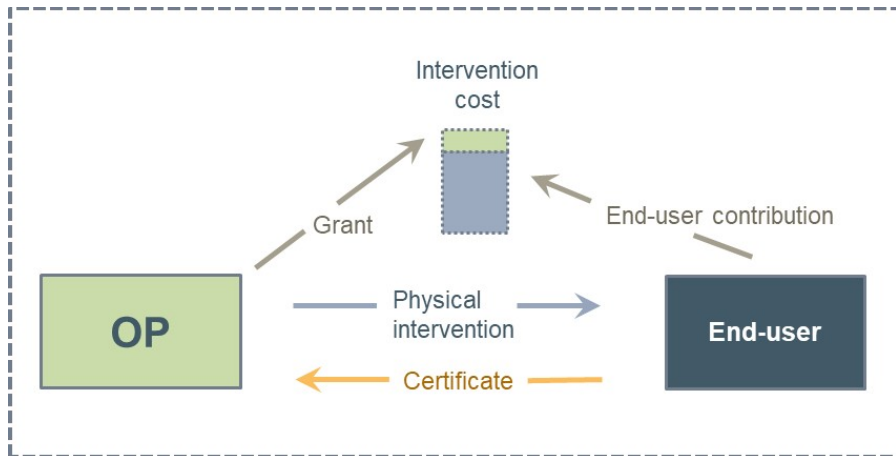 Intervention
cost
Grant
End-user contribution
OP
Physical
intervention
End-user
Certificate